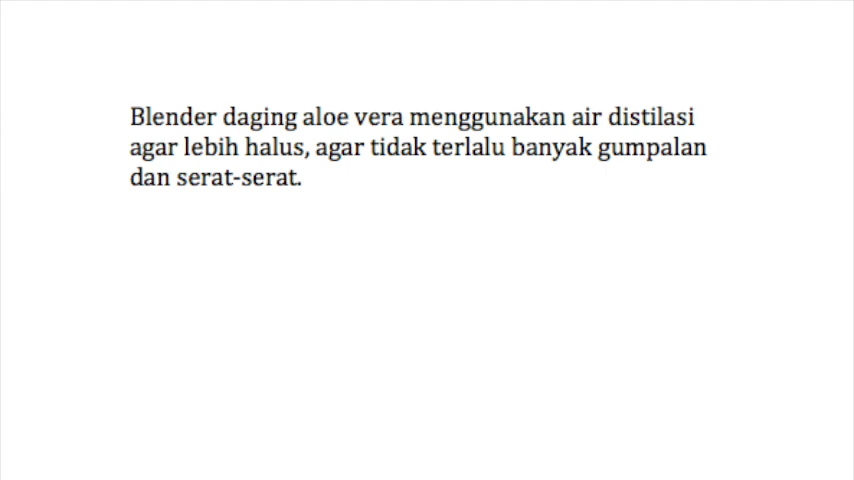 Blender daging aloe vera menggunakan air distilasi
agar lebih halus, agar tidak terlalu banyak gumpalan
dan serat-serat.